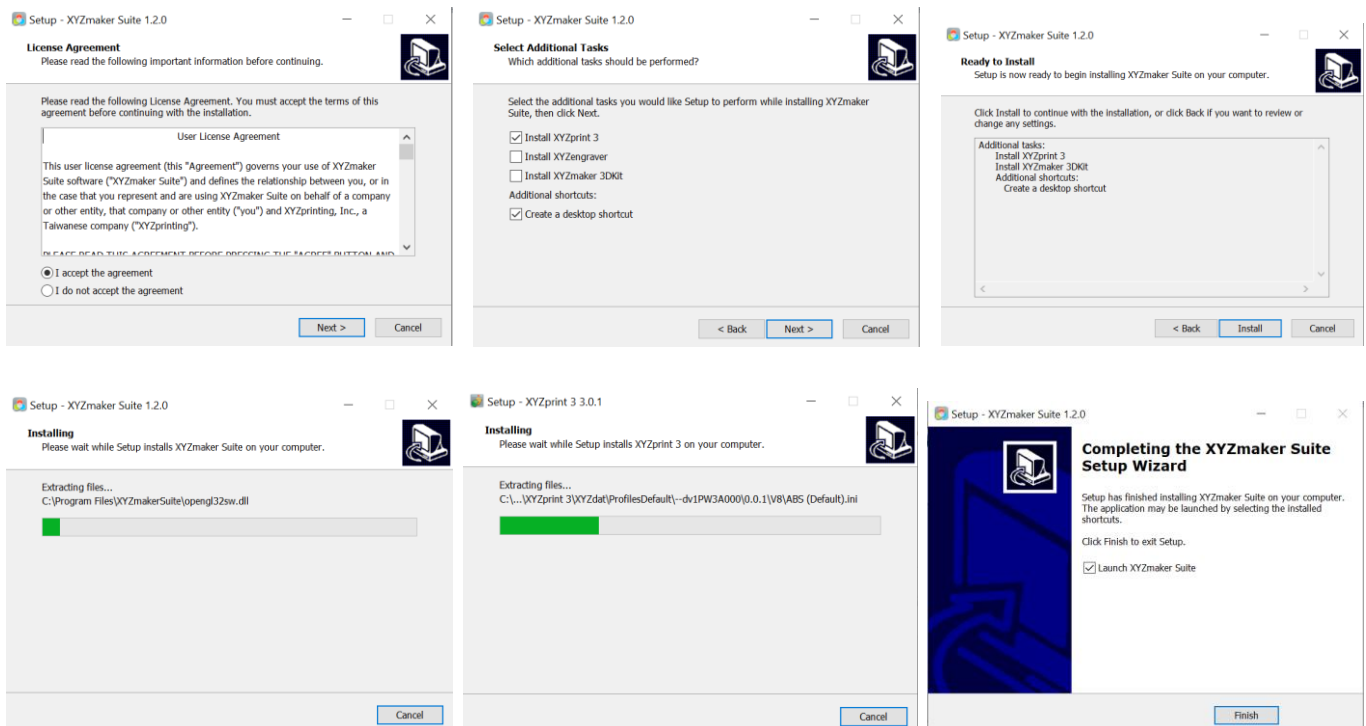 Setup - XYZmaker Suite 1.2.0
License Agreement
Please read the following important information before continuing.
Please read the following License Agreement. You must accept the terms of this
agreement before continuing with the installation.
User License Agreement
This user license agreement (this "Agreement") governs your use of XYZmaker
Suite software ("XYZmaker Suite") and defines the relationship between you, or in
the case that you represent and are using XYZmaker Suite on behalf of a company
or other entity, that company or other entity ("you") and XYZprinting, Inc., a
Taiwanese company ("XYZprinting").
PLEASE READ THIS AGREEMENT BEFORE PRESSING THE "AGREE" BUTTON AND
I accept the agreement
I do not accept the agreement
Next >
Cancel
Setup - XYZmaker Suite 1.2.0
Select Additional Tasks
Which additional tasks should be performed?
Select the additional tasks you would like Setup to perform while installing XYZmaker
Suite, then click Next.
Install XYZprint 3
Install XYZengraver
Install XYZmaker 3DKit
Additional shortcuts:
Create a desktop shortcut
< Back
Next >
Cancel
Setup - XYZmaker Suite 1.2.0
Ready to Install
Setup is now ready to begin installing XYZmaker Suite on your computer.
Click Install to continue with the installation, or click Back if you want to review or
change any settings.
Additional tasks:
Install XYZprint 3
Install XYZmaker 3DKit
Additional shortcuts:
Create a desktop shortcut
< Back
Install
Cancel
Setup - XYZmaker Suite 1.2.0
Installing
Please wait while Setup installs XYZmaker Suite on your computer.
Extracting files...
C:\Program Files\XYZmakerSuite\opengl32sw.dll
Cancel
Setup - XYZprint 3 3.0.1
Installing
Please wait while Setup installs XYZprint 3 on your computer.
Extracting files...
C:\...\XYZprint 3\XYZdat\ProfilesDefault\--dv1PW3A000\0.0.1\V8\ABS (Default).ini
Cancel
Setup - XYZmaker Suite 1.2.0
Completing the XYZmaker Suite
Setup Wizard
Setup has finished installing XYZmaker Suite on your computer.
The application may be launched by selecting the installed
shortcuts.
Click Finish to exit Setup.
Launch XYZmaker Suite
Finish